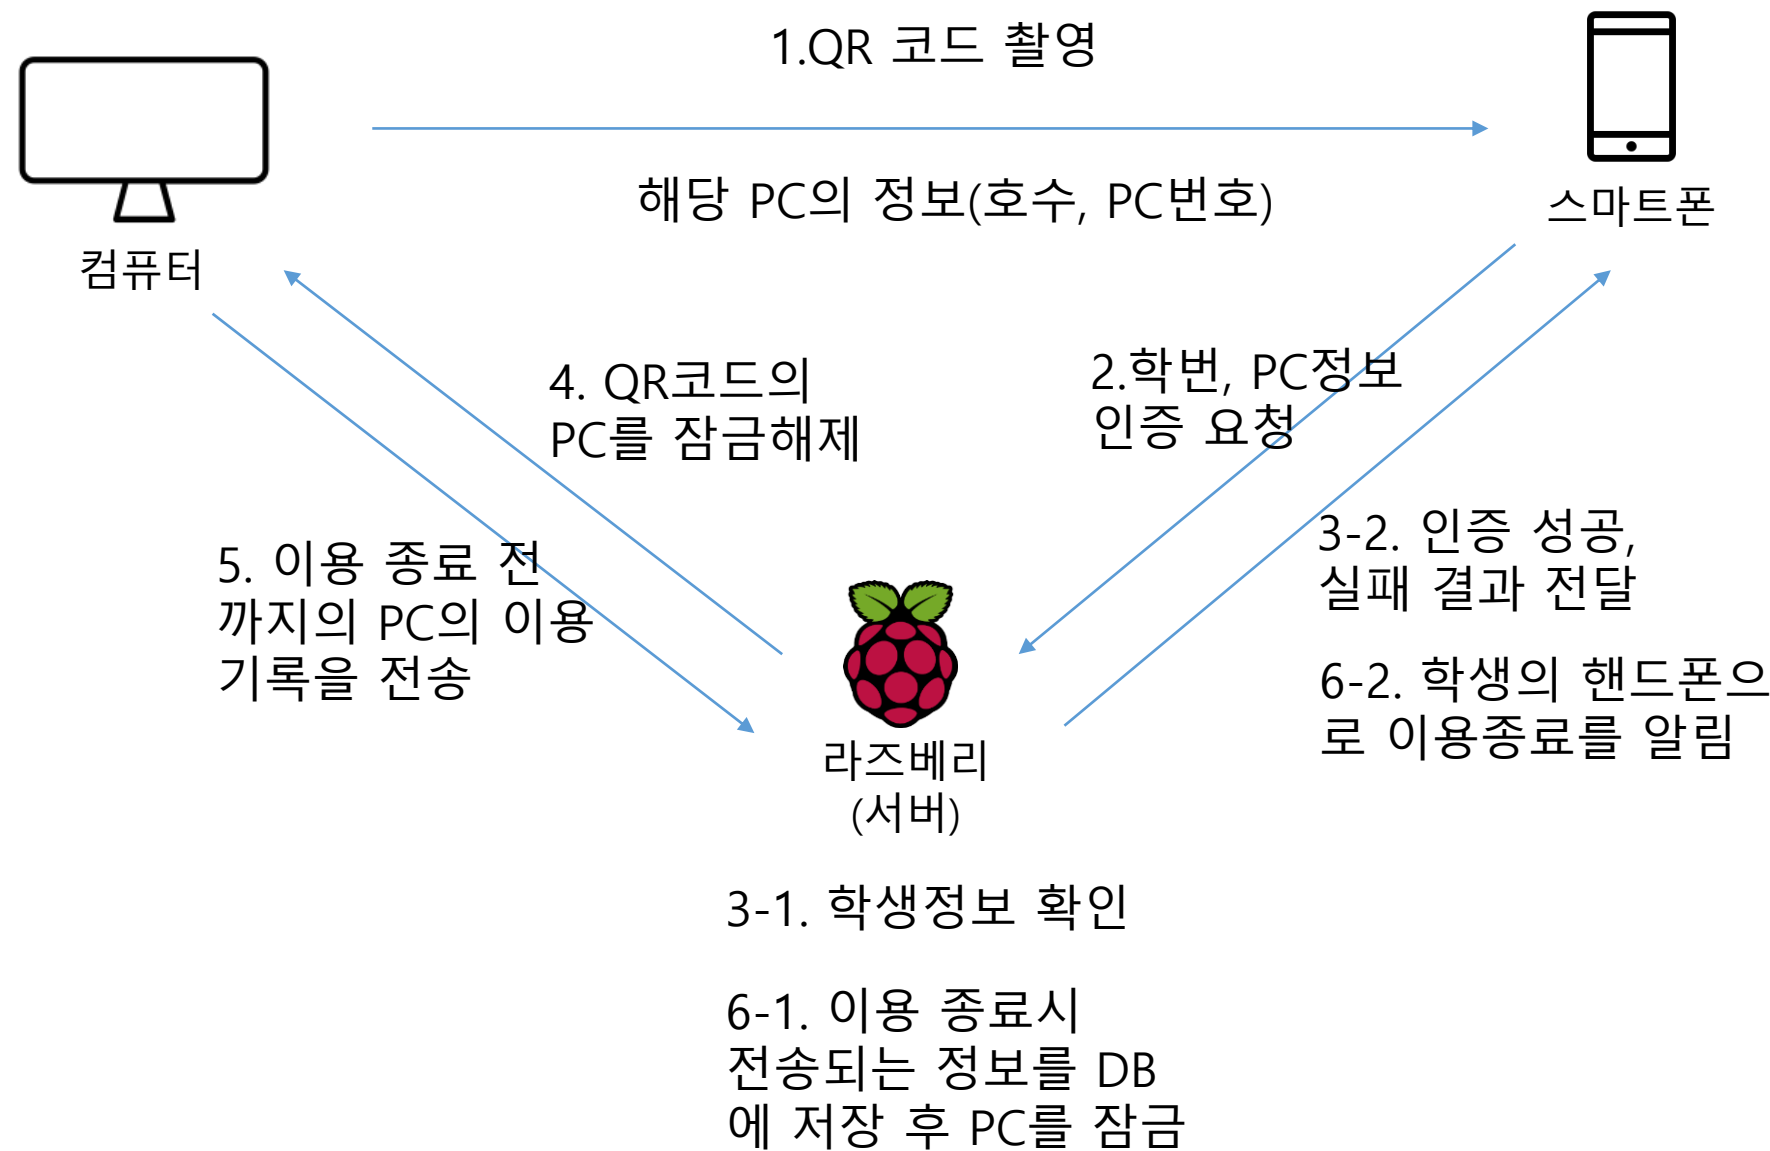 1.QR 코드 촬영
해당 PC의 정보(호수, PC번호)
컴퓨터
스마트폰
4. QR코드의
PC를 잠금해제
2.학번, PC정보
인증 요청
5. 이용 종료 전
까지의 PC의 이용
기록을 전송
3-2. 인증 성공,
실패 결과 전달
6-2. 학생의 핸드폰으
로 이용종료를 알림
라즈베리
(서버)
3-1. 학생정보 확인
6-1. 이용 종료시
전송되는 정보를 DB
에 저장 후 PC를 잠금